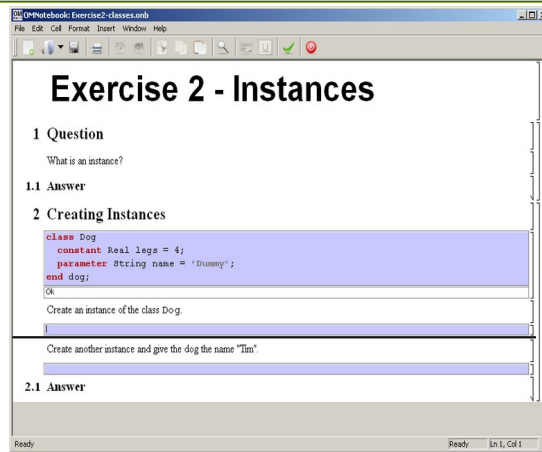 OMNotebook: Exercise2-classes.onb
File Edit Cell Format Insert Window Help
Exercise 2 - Instances
1 Question
What is an instance?
1.1 Answer
2 Creating Instances
class Dog
constant Real legs = 4;
parameter String name = "Dummy";
end dog;
Ok
Create an instance of the class Dog.
Create another instance and give the dog the name "Tim".
2.1 Answer
Ready Ready Ln 1, Col 1